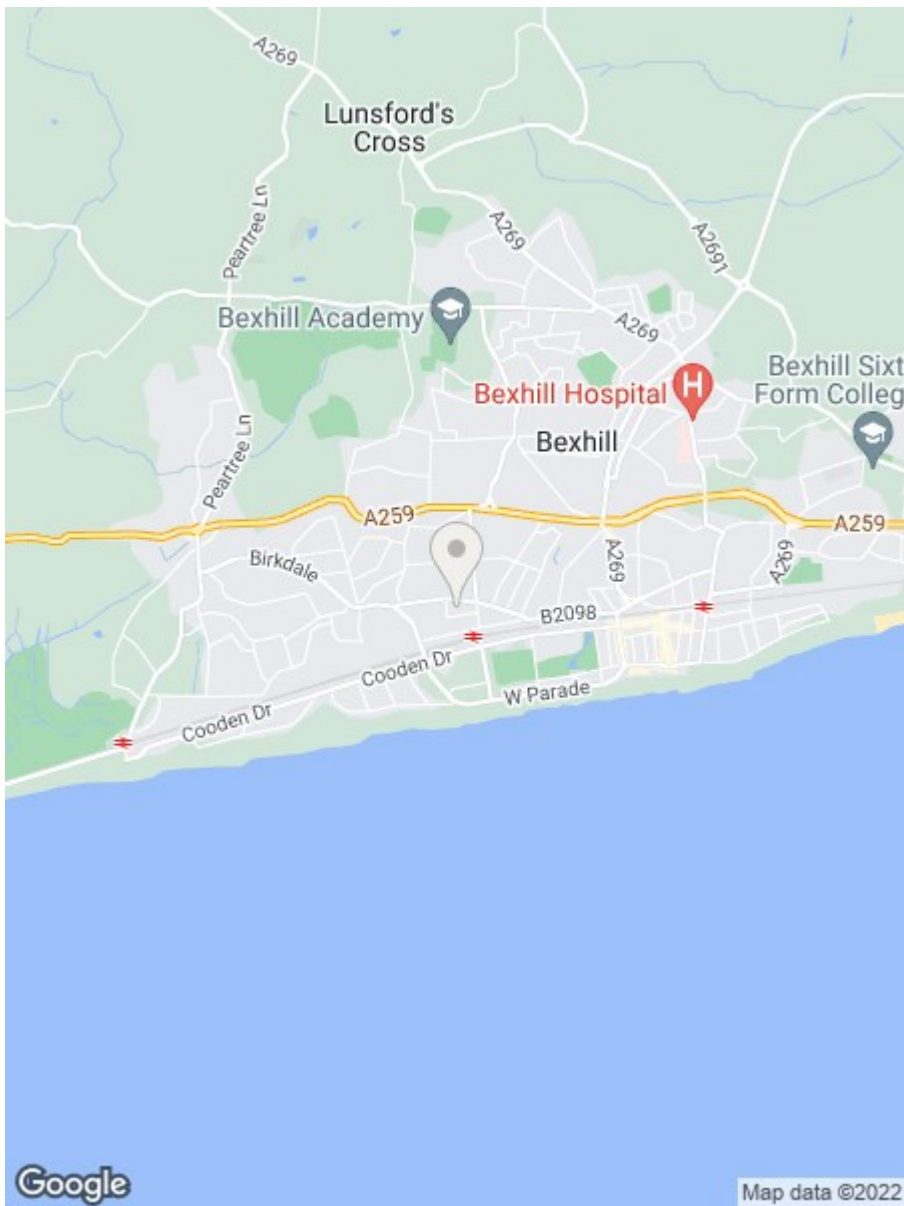 A269
Lunsford's
Cross
Peartree Ln
A269
A2691
Bexhill Academy
A269
Bexhill Sixt
Form Colleg
Bexhill Hospital
H
Bexhill
Peartree Ln
A259
A259
Birkdale
A269
A269
B2098
Cooden Dr
W Parade
Cooden Dr
Google
Map data ©2022